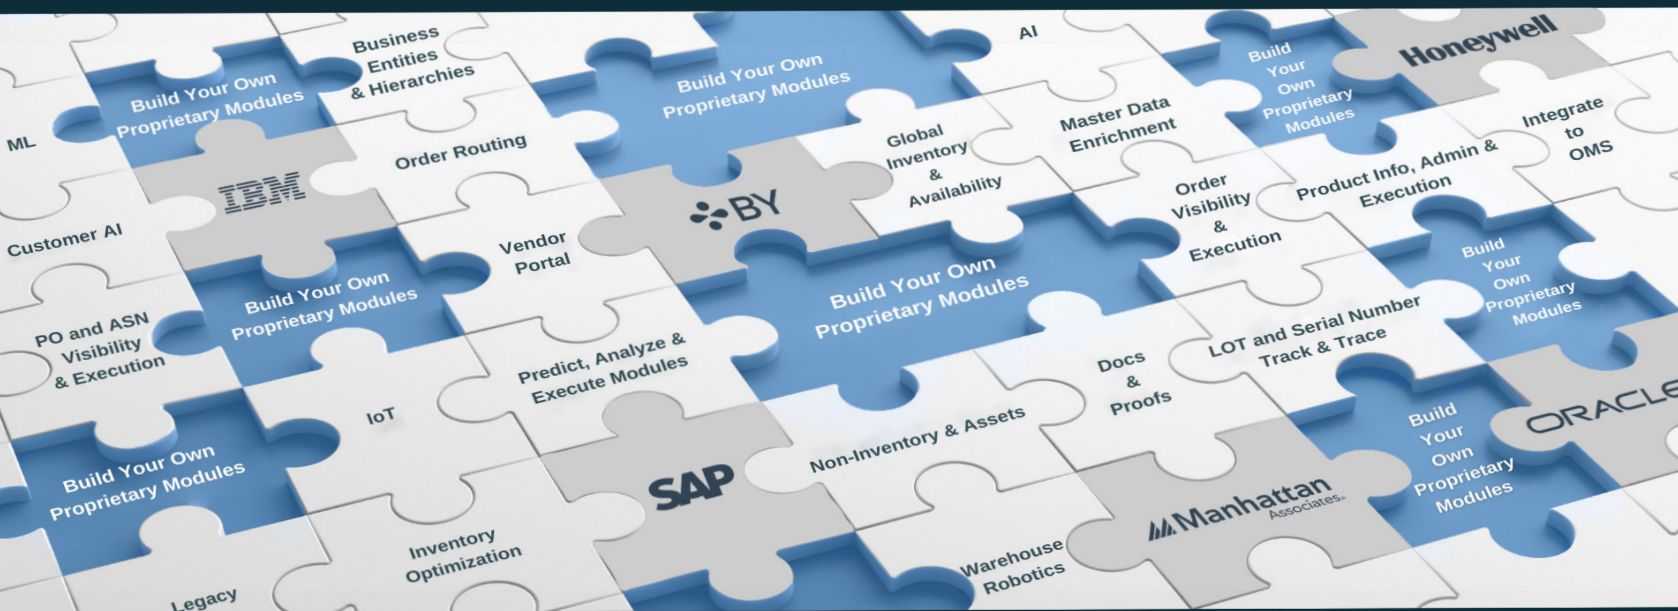 Business
Entities
& Hierarchies
AI
Build
Your
Own
Proprietary
Modules
Honeywell
Build Your Own
Proprietary Modules
Build Your Own
Proprietary Modules
ML
Order Routing
Global
Inventory
&
Availability
Master Data
Enrichment
Integrate
to
OMS
IBM
BY
Order
Visibility
&
Execution
Product Info, Admin &
Execution
Customer AI
Vendor
Portal
Build Your Own
Proprietary Modules
Build Your Own
Proprietary Modules
Build
Your
Own
Proprietary
Modules
PO and ASN
Visibility
& Execution
Predict, Analyze &
Execute Modules
Docs
&
Proofs
LOT and Serial Number
Track & Trace
IoT
Non-Inventory & Assets
Build
Your
Own
Proprietary
Modules
ORACLE
Build Your Own
Proprietary Modules
SAP
Manhattan
Associates.
Inventory
Optimization
Warehouse
Robotics
Legacy